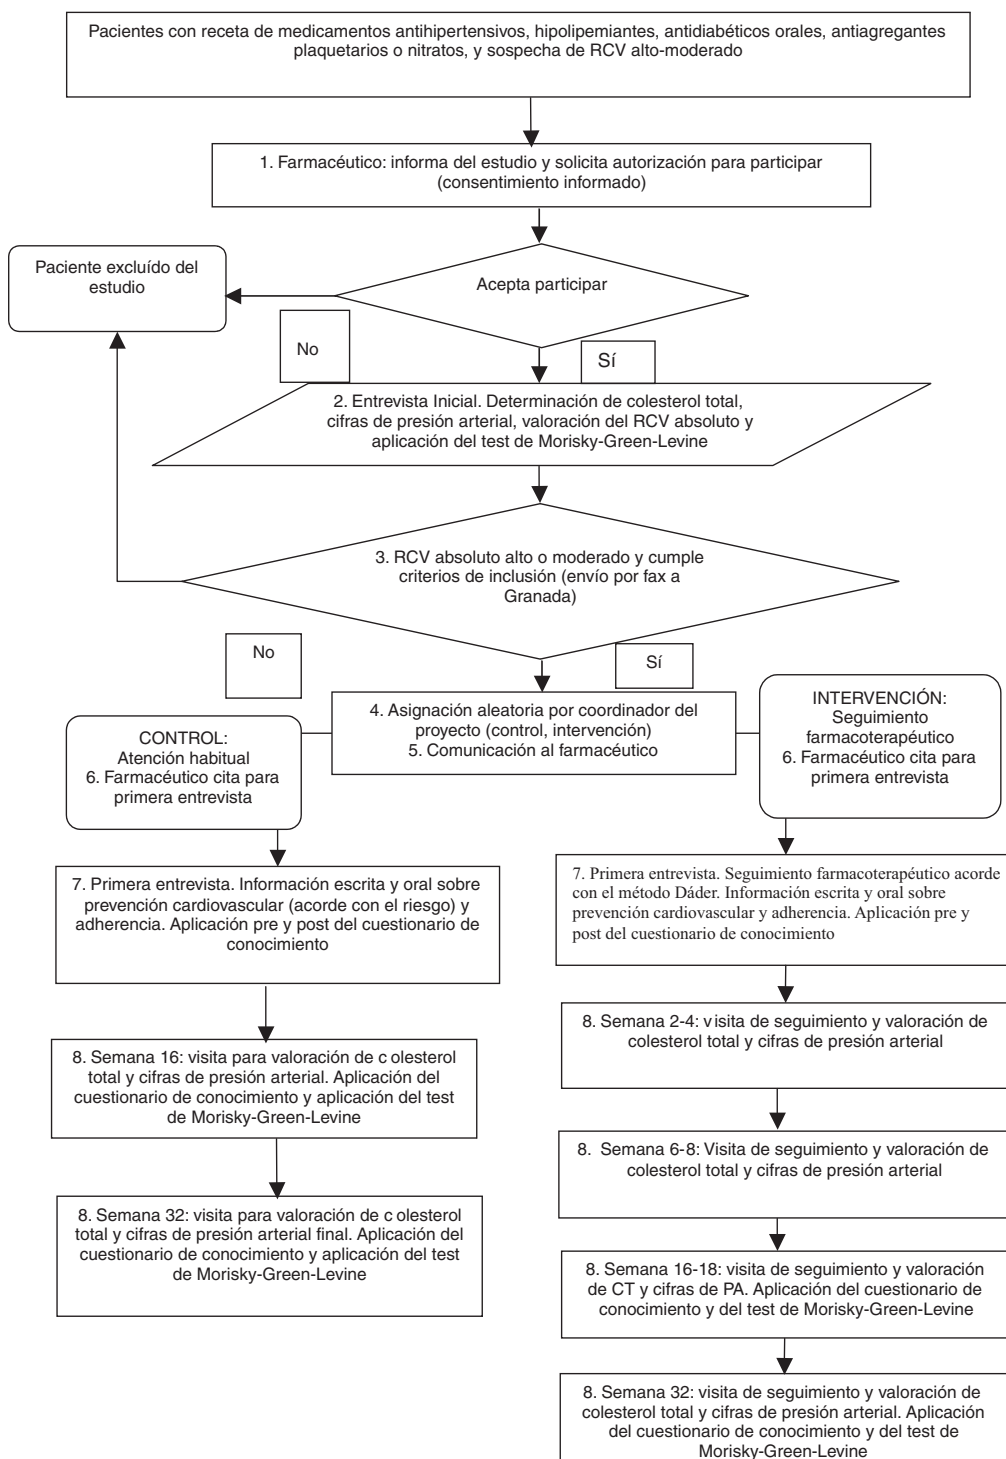 Pacientes con receta de medicamentos antihipertensivos, hipolipemiantes, antidiabéticos orales, antiagregantes
plaquetarios o nitratos, y sospecha de RCV alto-moderado
1. Farmacéutico: informa del estudio y solicita autorización para participar
(consentimiento informado)
Paciente excluído del
estudio
Acepta participar
No
Sí
2. Entrevista Inicial. Determinación de colesterol total,
cifras de presión arterial, valoración del RCV absoluto y
aplicación del test de Morisky-Green-Levine
3. RCV absoluto alto o moderado y cumple
criterios de inclusión (envío por fax a
Granada)
No
Sí
4. Asignación aleatoria por coordinador del
proyecto (control, intervención)
5. Comunicación al farmacéutico
CONTROL:
Atención habitual
6. Farmacéutico cita para
primera entrevista
INTERVENCIÓN:
Seguimiento
farmacoterapéutico
6. Farmacéutico cita para
primera entrevista
7. Primera entrevista. Información escrita y oral sobre
prevención cardiovascular (acorde con el riesgo) y
adherencia. Aplicación pre y post del cuestionario de
conocimiento
8. Semana 16: visita para valoración de c olesterol
total y cifras de presión arterial. Aplicación del
cuestionario de conocimiento y aplicación del test
de Morisky-Green-Levine
8. Semana 32: visita para valoración de c olesterol
total y cifras de presión arterial final. Aplicación del
cuestionario de conocimiento y aplicación del test
de Morisky-Green-Levine
7. Primera entrevista. Seguimiento farmacoterapéutico acorde
con el método Dáder. Información escrita y oral sobre
prevención cardiovascular y adherencia. Aplicación pre y
post del cuestionario de conocimiento
8. Semana 2-4: visita de seguimiento y valoración de
colesterol total y cifras de presión arterial
8. Semana 6-8: Visita de seguimiento y valoración de
colesterol total y cifras de presión arterial
8. Semana 16-18: visita de seguimiento y valoración
de CT y cifras de PA. Aplicación del cuestionario de
conocimiento y del test de Morisky-Green-Levine
8. Semana 32: visita de seguimiento y valoración de
colesterol total y cifras de presión arterial. Aplicación
del cuestionario de conocimiento y del test de
Morisky-Green-Levine